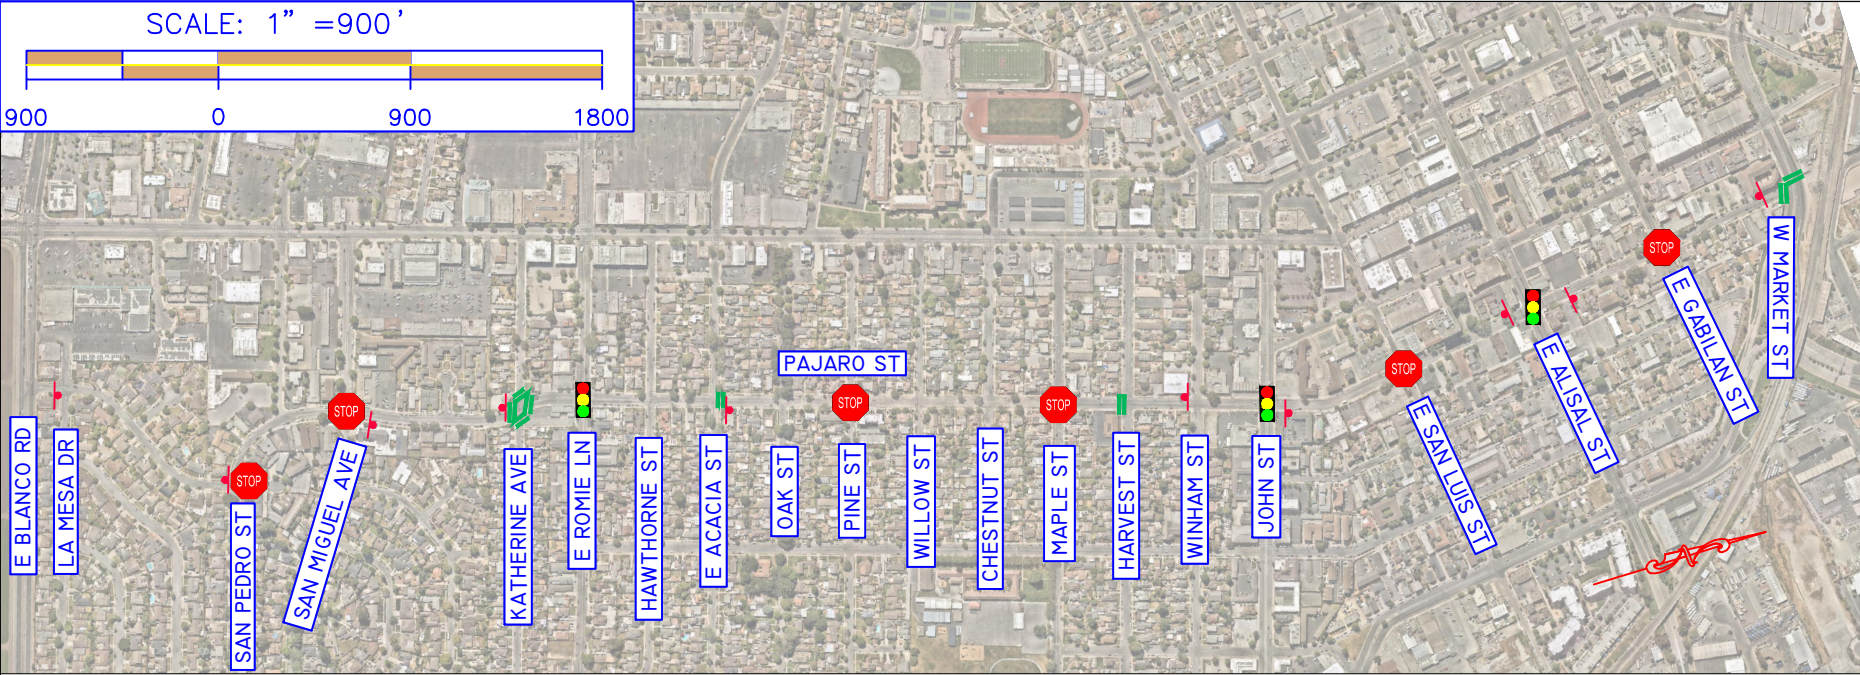 SCALE: 1” =900'
900 0 900 1800
PAJARO ST
E BLANCO RD
LA MESA DR
STOP
SAN PEDRO ST
STOP
SAN MIGUEL AVE
KATHERINE AVE
E ROMIE LN
HAWTHORNE ST
E ACACIA ST
OAK ST
STOP
PINE ST
WILLOW ST
CHESTNUT ST
STOP
MAPLE ST
HARVEST ST
WINHAM ST
JOHN ST
STOP
E SAN LUIS ST
E ALISAL ST
STOP
E GABILAN ST
W MARKET ST